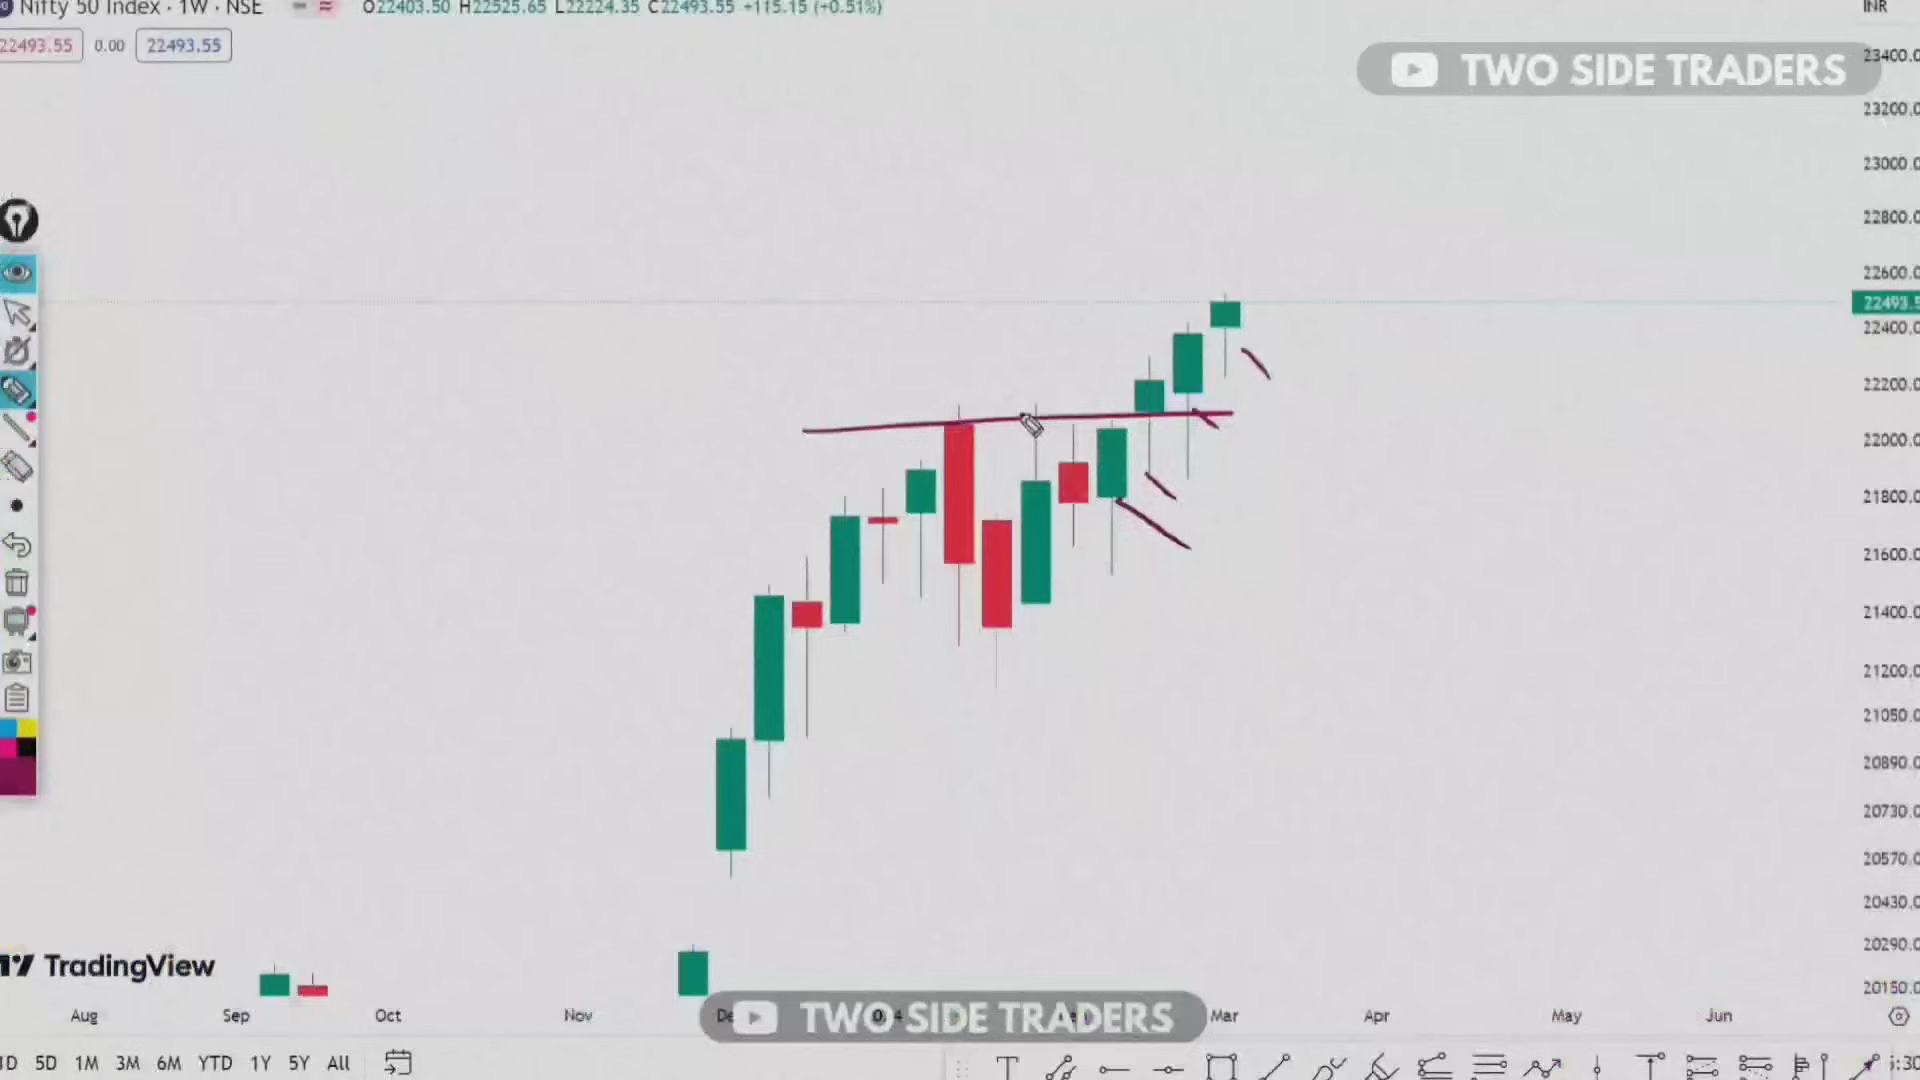 Nifty 50 Index · 1W · NSE O22403.50 H22525.65 L22224.35 C22493.55 +115.15 (+0.51%) INR
22493.55 0.00 22493.55
TWO SIDE TRADERS
23400.0
23200.0
23000.0
22800.0
22600.0
22493.5
22400.0
22200.0
22000.0
21800.0
21600.0
21400.0
21200.0
21050.0
20890.0
20730.0
20570.0
20430.0
20290.0
20150.0
TradingView
Aug Sep Oct Nov Mar Apr May Jun
TWO SIDE TRADERS
1D 5D 1M 3M 6M YTD 1Y 5Y All